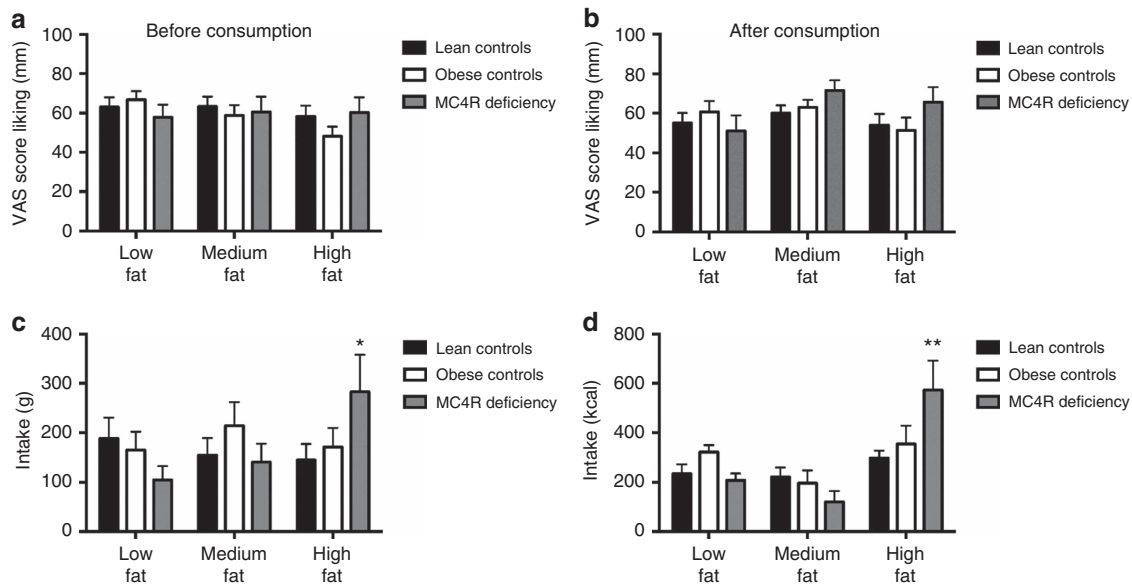 a
Before consumption
VAS score liking (mm)
100
80
60
40
20
0
Low
fat
Medium
fat
High
fat
Lean controls
Obese controls
MC4R deficiency
b
After consumption
VAS score liking (mm)
100
80
60
40
20
0
Low
fat
Medium
fat
High
fat
Lean controls
Obese controls
MC4R deficiency
c
Intake (g)
400
300
200
100
0
*
Low
fat
Medium
fat
High
fat
Lean controls
Obese controls
MC4R deficiency
d
Intake (kcal)
800
600
400
200
0
**
Low
fat
Medium
fat
High
fat
Lean controls
Obese controls
MC4R deficiency